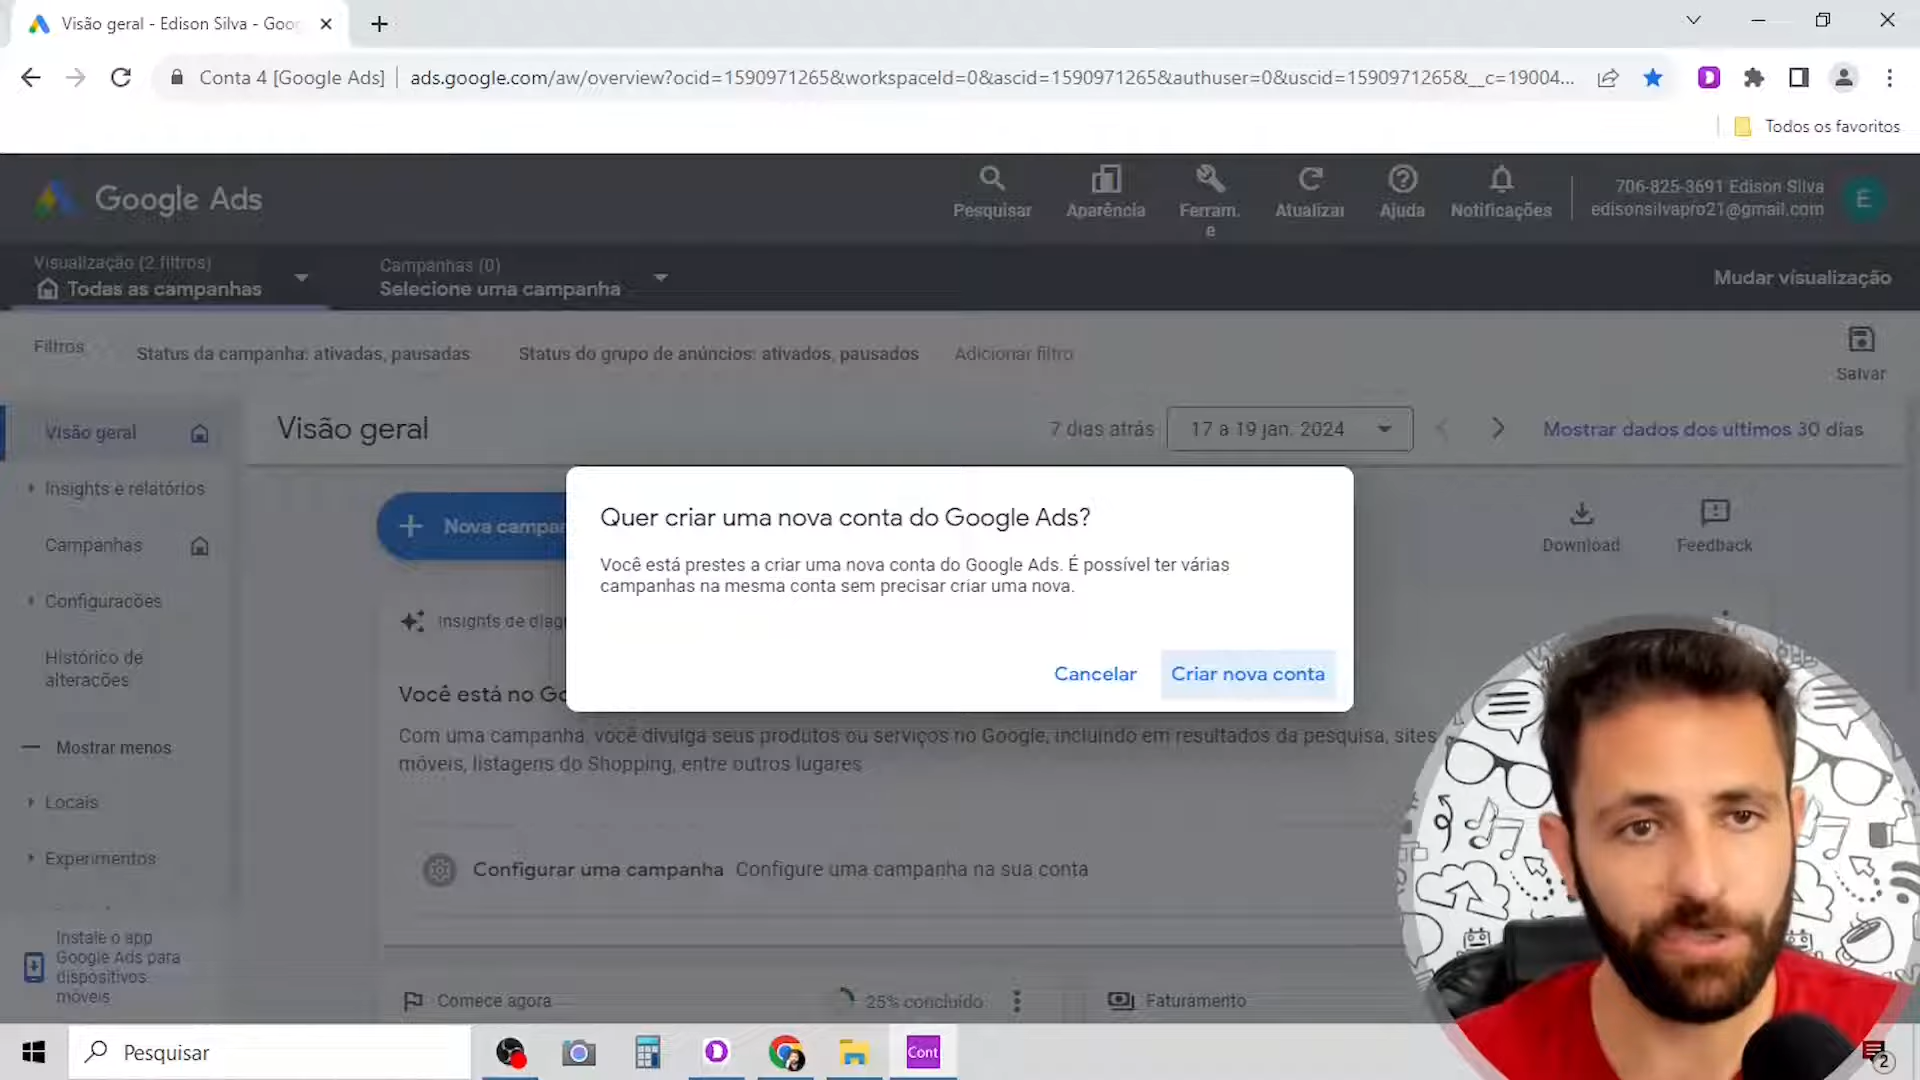 Visão geral - Edison Silva - Goo
Conta 4 [Google Ads]
ads.google.com/aw/overview?ocid=1590971265&workspaceId=0&ascid=1590971265&authuser=0&uscid=1590971265&__c=19004...
Todos os favoritos
Google Ads
Pesquisar
Aparência
Ferram.
e
Atualizar
Ajuda
Notificações
706-825-3691 Edison Silva
edisonsilvapro21@gmail.com
E
Visualização (2 filtros)
Todas as campanhas
Campanhas (0)
Selecione uma campanha
Mudar visualização
Filtros
Status da campanha: ativadas, pausadas
Status do grupo de anúncios: ativados, pausados
Adicionar filtro
Salvar
Visão geral
Insights e relatórios
Campanhas
Configurações
Histórico de
alterações
Mostrar menos
Locais
Experimentos
Instale o app
Google Ads para
dispositivos
móveis
Visão geral
7 dias atrás
17 a 19 jan. 2024
Mostrar dados dos últimos 30 dias
Nova campan
Download
Feedback
Quer criar uma nova conta do Google Ads?
Você está prestes a criar uma nova conta do Google Ads. É possível ter várias
campanhas na mesma conta sem precisar criar uma nova.
Cancelar
Criar nova conta
Insights de diag
Você está no Go
Com uma campanha, você divulga seus produtos ou serviços no Google, incluindo em resultados da pesquisa, sites
móveis, listagens do Shopping, entre outros lugares
Configurar uma campanha
Configure uma campanha na sua conta
Comece agora
25% concluído
Faturamento
Pesquisar
Cont
2